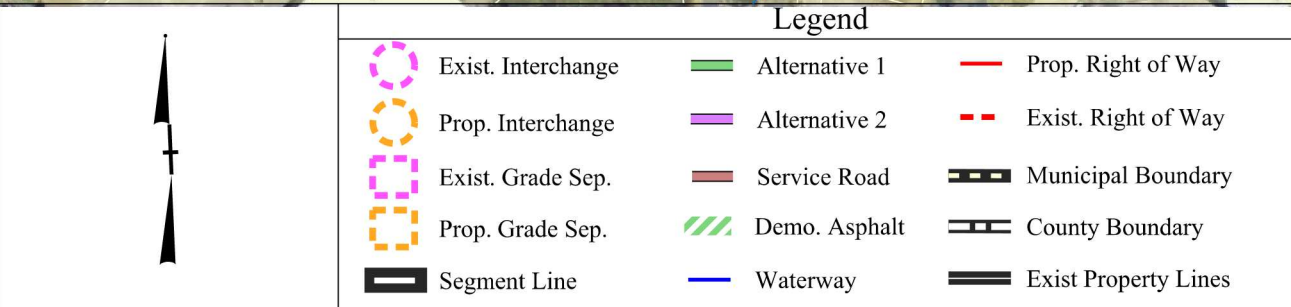 Legend
Exist. Interchange
Prop. Interchange
Exist. Grade Sep.
Prop. Grade Sep.
Segment Line
Alternative 1
Alternative 2
Service Road
Demo. Asphalt
Waterway
Prop. Right of Way
Exist. Right of Way
Municipal Boundary
County Boundary
Exist Property Lines